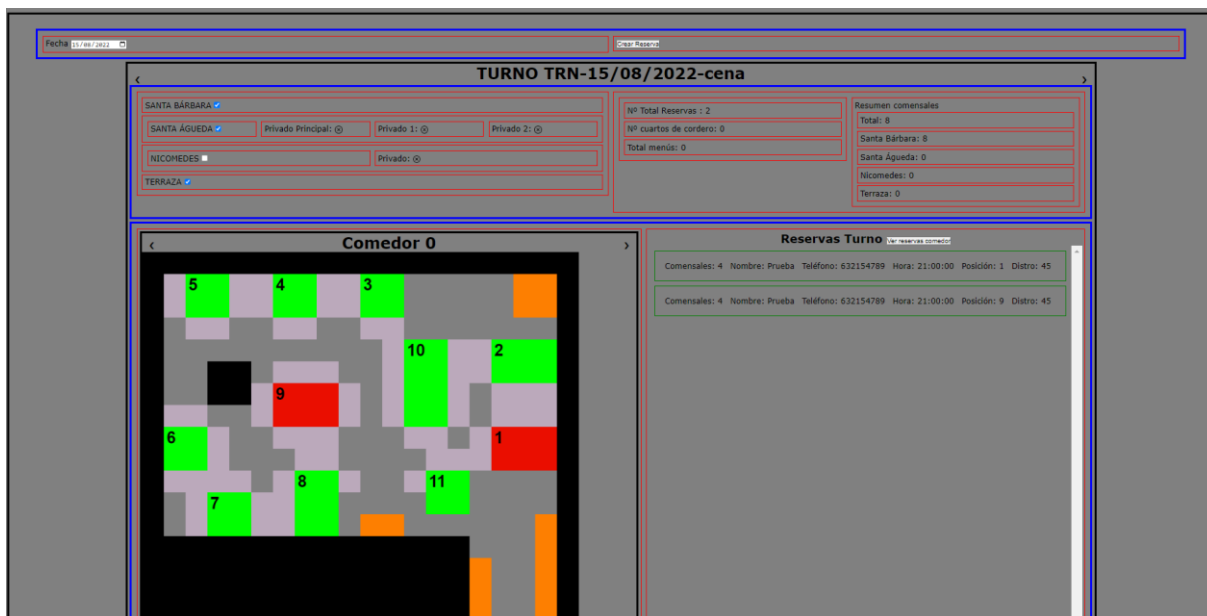 Fecha 15/08/2022
Crear Reserva
‹ TURNO TRN-15/08/2022-cena ›
SANTA BÁRBARA
SANTA ÁGUEDA Privado Principal: Privado 1: Privado 2:
NICOMEDES Privado:
TERRAZA
Nº Total Reservas : 2
Nº cuartos de cordero: 0
Total menús: 0
Resumen comensales
Total: 8
Santa Bárbara: 8
Santa Águeda: 0
Nicomedes: 0
Terraza: 0
‹ Comedor 0 ›
5 4 3
10 2
9
6 1
8 11
7
Reservas Turno Ver reservas comedor
Comensales: 4 Nombre: Prueba Teléfono: 632154789 Hora: 21:00:00 Posición: 1 Distro: 45
Comensales: 4 Nombre: Prueba Teléfono: 632154789 Hora: 21:00:00 Posición: 9 Distro: 45